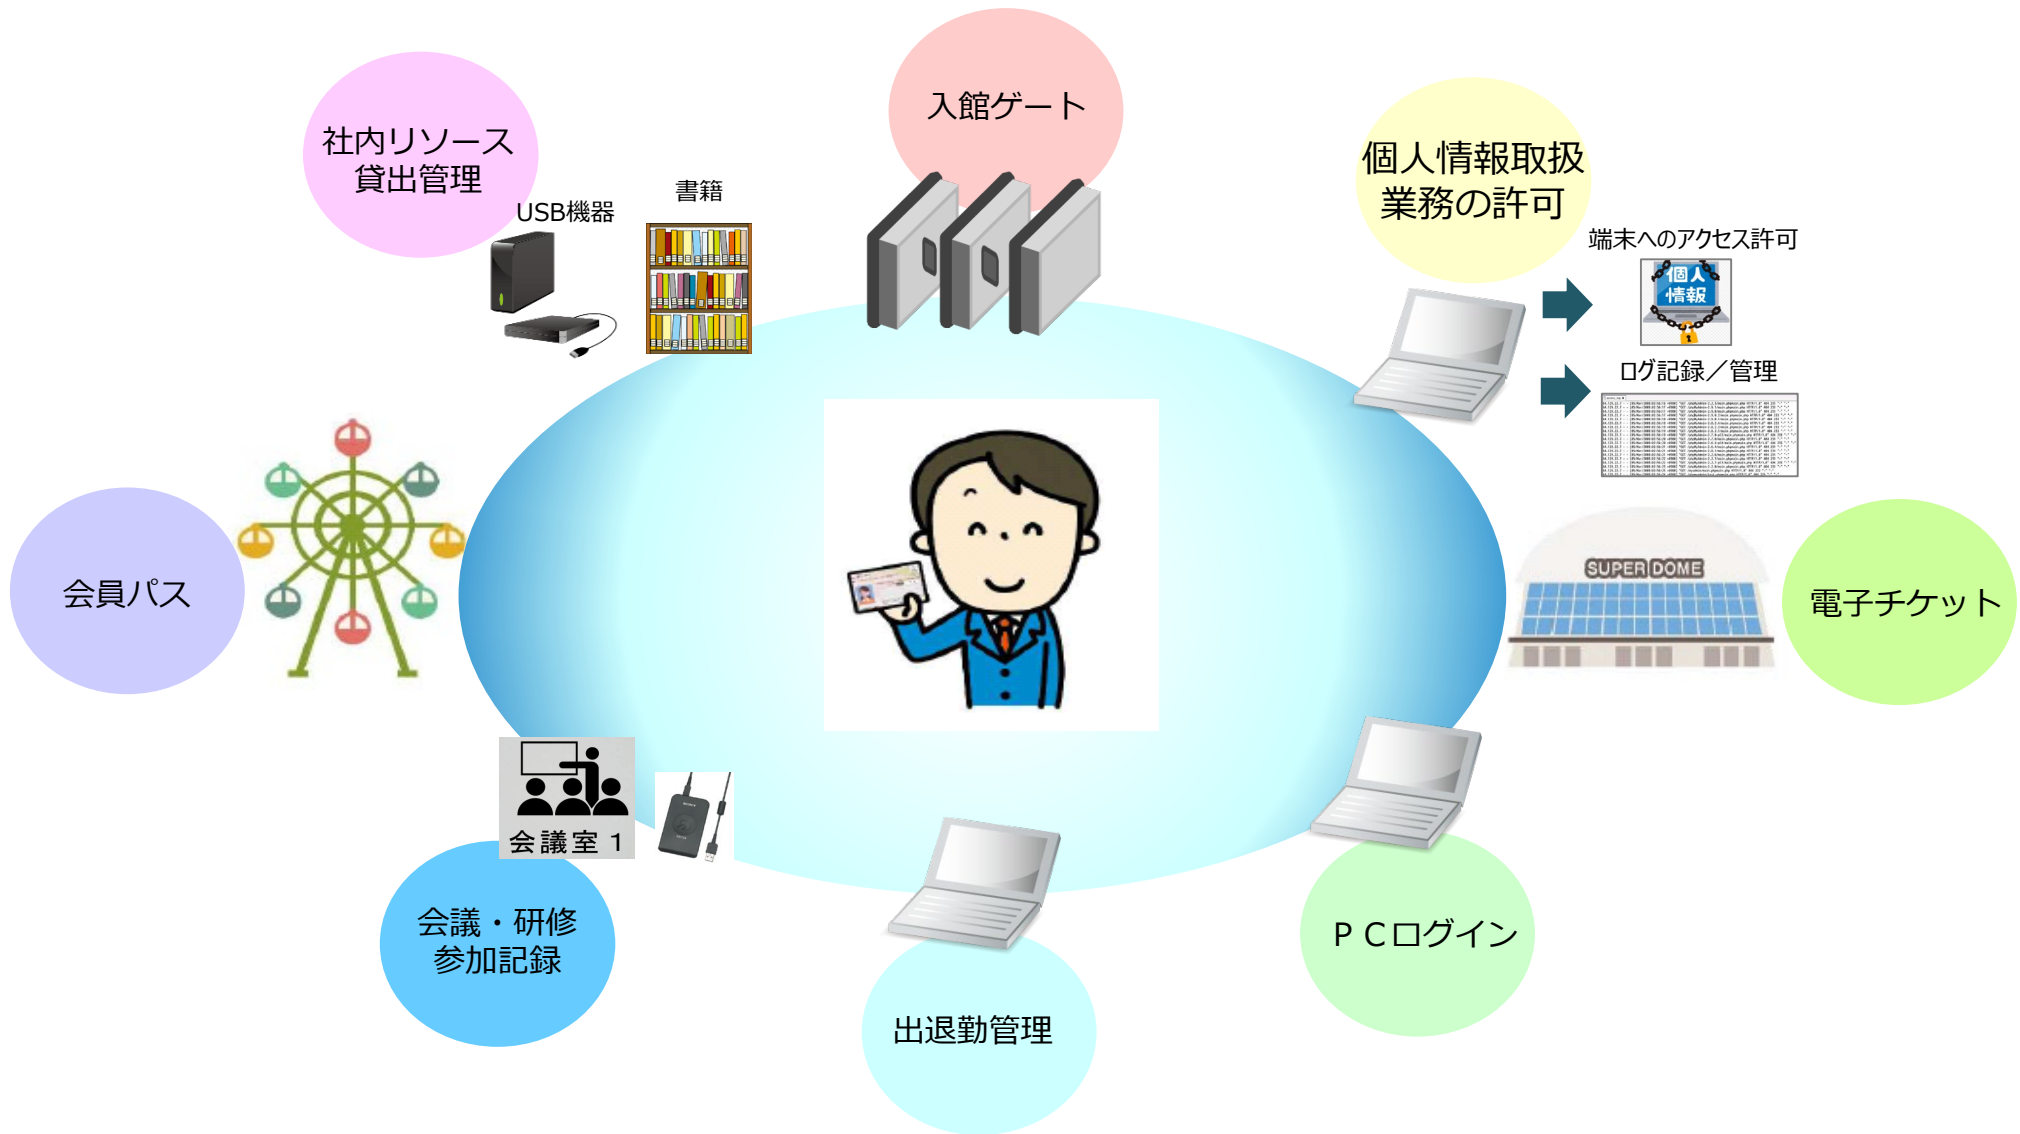 入館ゲート
社内リソース
貸出管理
USB機器
書籍
個人情報取扱
業務の許可
端末へのアクセス許可
個人
情報
ログ記録／管理
会員パス
SUPER DOME
電子チケット
会議室 1
会議・研修
参加記録
出退勤管理
ＰＣログイン